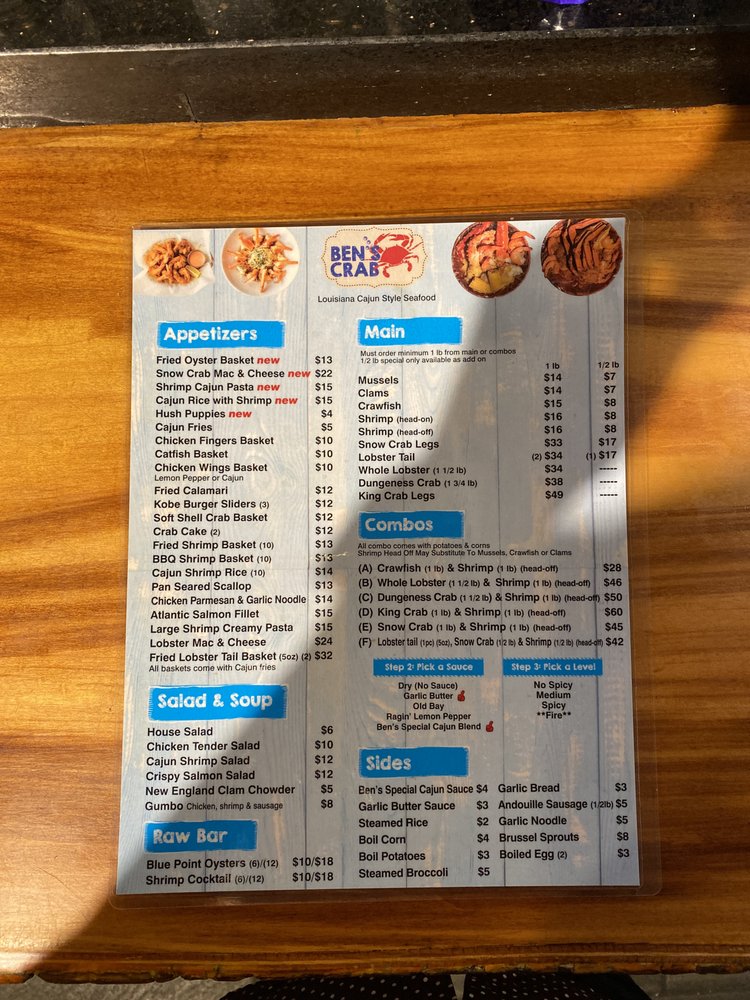 BEN'S
CRAB
Louisiana Cajun Style Seafood
Appetizers
Fried Oyster Basket new $13
Snow Crab Mac & Cheese new $22
Shrimp Cajun Pasta new $15
Cajun Rice with Shrimp new $15
Hush Puppies new $4
Cajun Fries $5
Chicken Fingers Basket $10
Catfish Basket $10
Chicken Wings Basket $10
Lemon Pepper or Cajun
Fried Calamari $12
Kobe Burger Sliders (3) $12
Soft Shell Crab Basket $12
Crab Cake (2) $12
Fried Shrimp Basket (10) $13
BBQ Shrimp Basket (10) $13
Cajun Shrimp Rice (10) $14
Pan Seared Scallop $13
Chicken Parmesan & Garlic Noodle $14
Atlantic Salmon Fillet $15
Large Shrimp Creamy Pasta $15
Lobster Mac & Cheese $24
Fried Lobster Tail Basket (5oz) (2) $32
All baskets come with Cajun fries
Salad & Soup
House Salad $6
Chicken Tender Salad $10
Cajun Shrimp Salad $12
Crispy Salmon Salad $12
New England Clam Chowder $5
Gumbo Chicken, shrimp & sausage $8
Raw Bar
Blue Point Oysters (6)/(12) $10/$18
Shrimp Cocktail (6)/(12) $10/$18
Main
Must order minimum 1 lb from main or combos
1/2 lb special only available as add on
1 lb 1/2 lb
Mussels $14 $7
Clams $14 $7
Crawfish $15 $8
Shrimp (head-on) $16 $8
Shrimp (head-off) $16 $8
Snow Crab Legs $33 $17
Lobster Tail (2) $34 (1) $17
Whole Lobster (1 1/2 lb) $34 -----
Dungeness Crab (1 3/4 lb) $38 -----
King Crab Legs $49 -----
Combos
All combo comes with potatoes & corns
Shrimp Head Off May Substitute To Mussels, Crawfish or Clams
(A) Crawfish (1 lb) & Shrimp (1 lb) (head-off) $28
(B) Whole Lobster (1 1/2 lb) & Shrimp (1 lb) (head-off) $46
(C) Dungeness Crab (1 1/2 lb) & Shrimp (1 lb) (head-off) $50
(D) King Crab (1 lb) & Shrimp (1 lb) (head-off) $60
(E) Snow Crab (1 lb) & Shrimp (1 lb) (head-off) $45
(F) Lobster tail (1pc) (5oz), Snow Crab (1/2 lb) & Shrimp (1/2 lb) (head-off) $42
Step 2: Pick a Sauce
Dry (No Sauce)
Garlic Butter
Old Bay
Ragin' Lemon Pepper
Ben's Special Cajun Blend
Step 3: Pick a Level
No Spicy
Medium
Spicy
**Fire**
Sides
Ben's Special Cajun Sauce $4
Garlic Butter Sauce $3
Steamed Rice $2
Boil Corn $4
Boil Potatoes $3
Steamed Broccoli $5
Garlic Bread $3
Andouille Sausage (1/2lb) $5
Garlic Noodle $5
Brussel Sprouts $8
Boiled Egg (2) $3